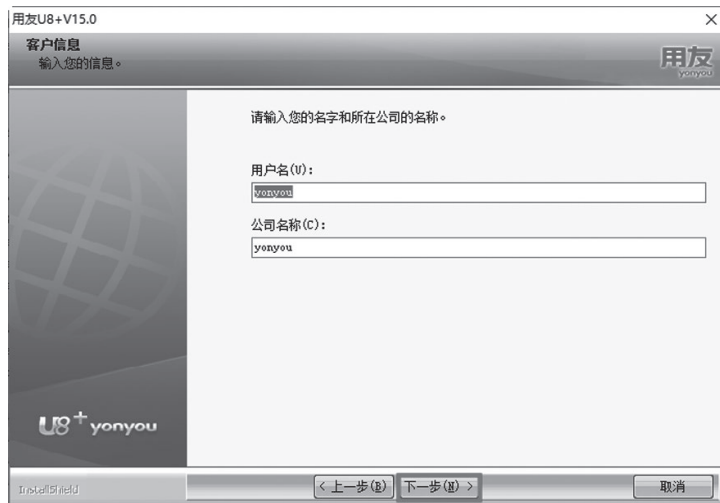 用友U8+V15.0
客户信息
输入您的信息。
用友
yonyou
请输入您的名字和所在公司的名称。
用户名(U):
yonyou
公司名称(C):
yonyou
U8+ yonyou
InstallShield
< 上一步(B)
下一步(N) >
取消